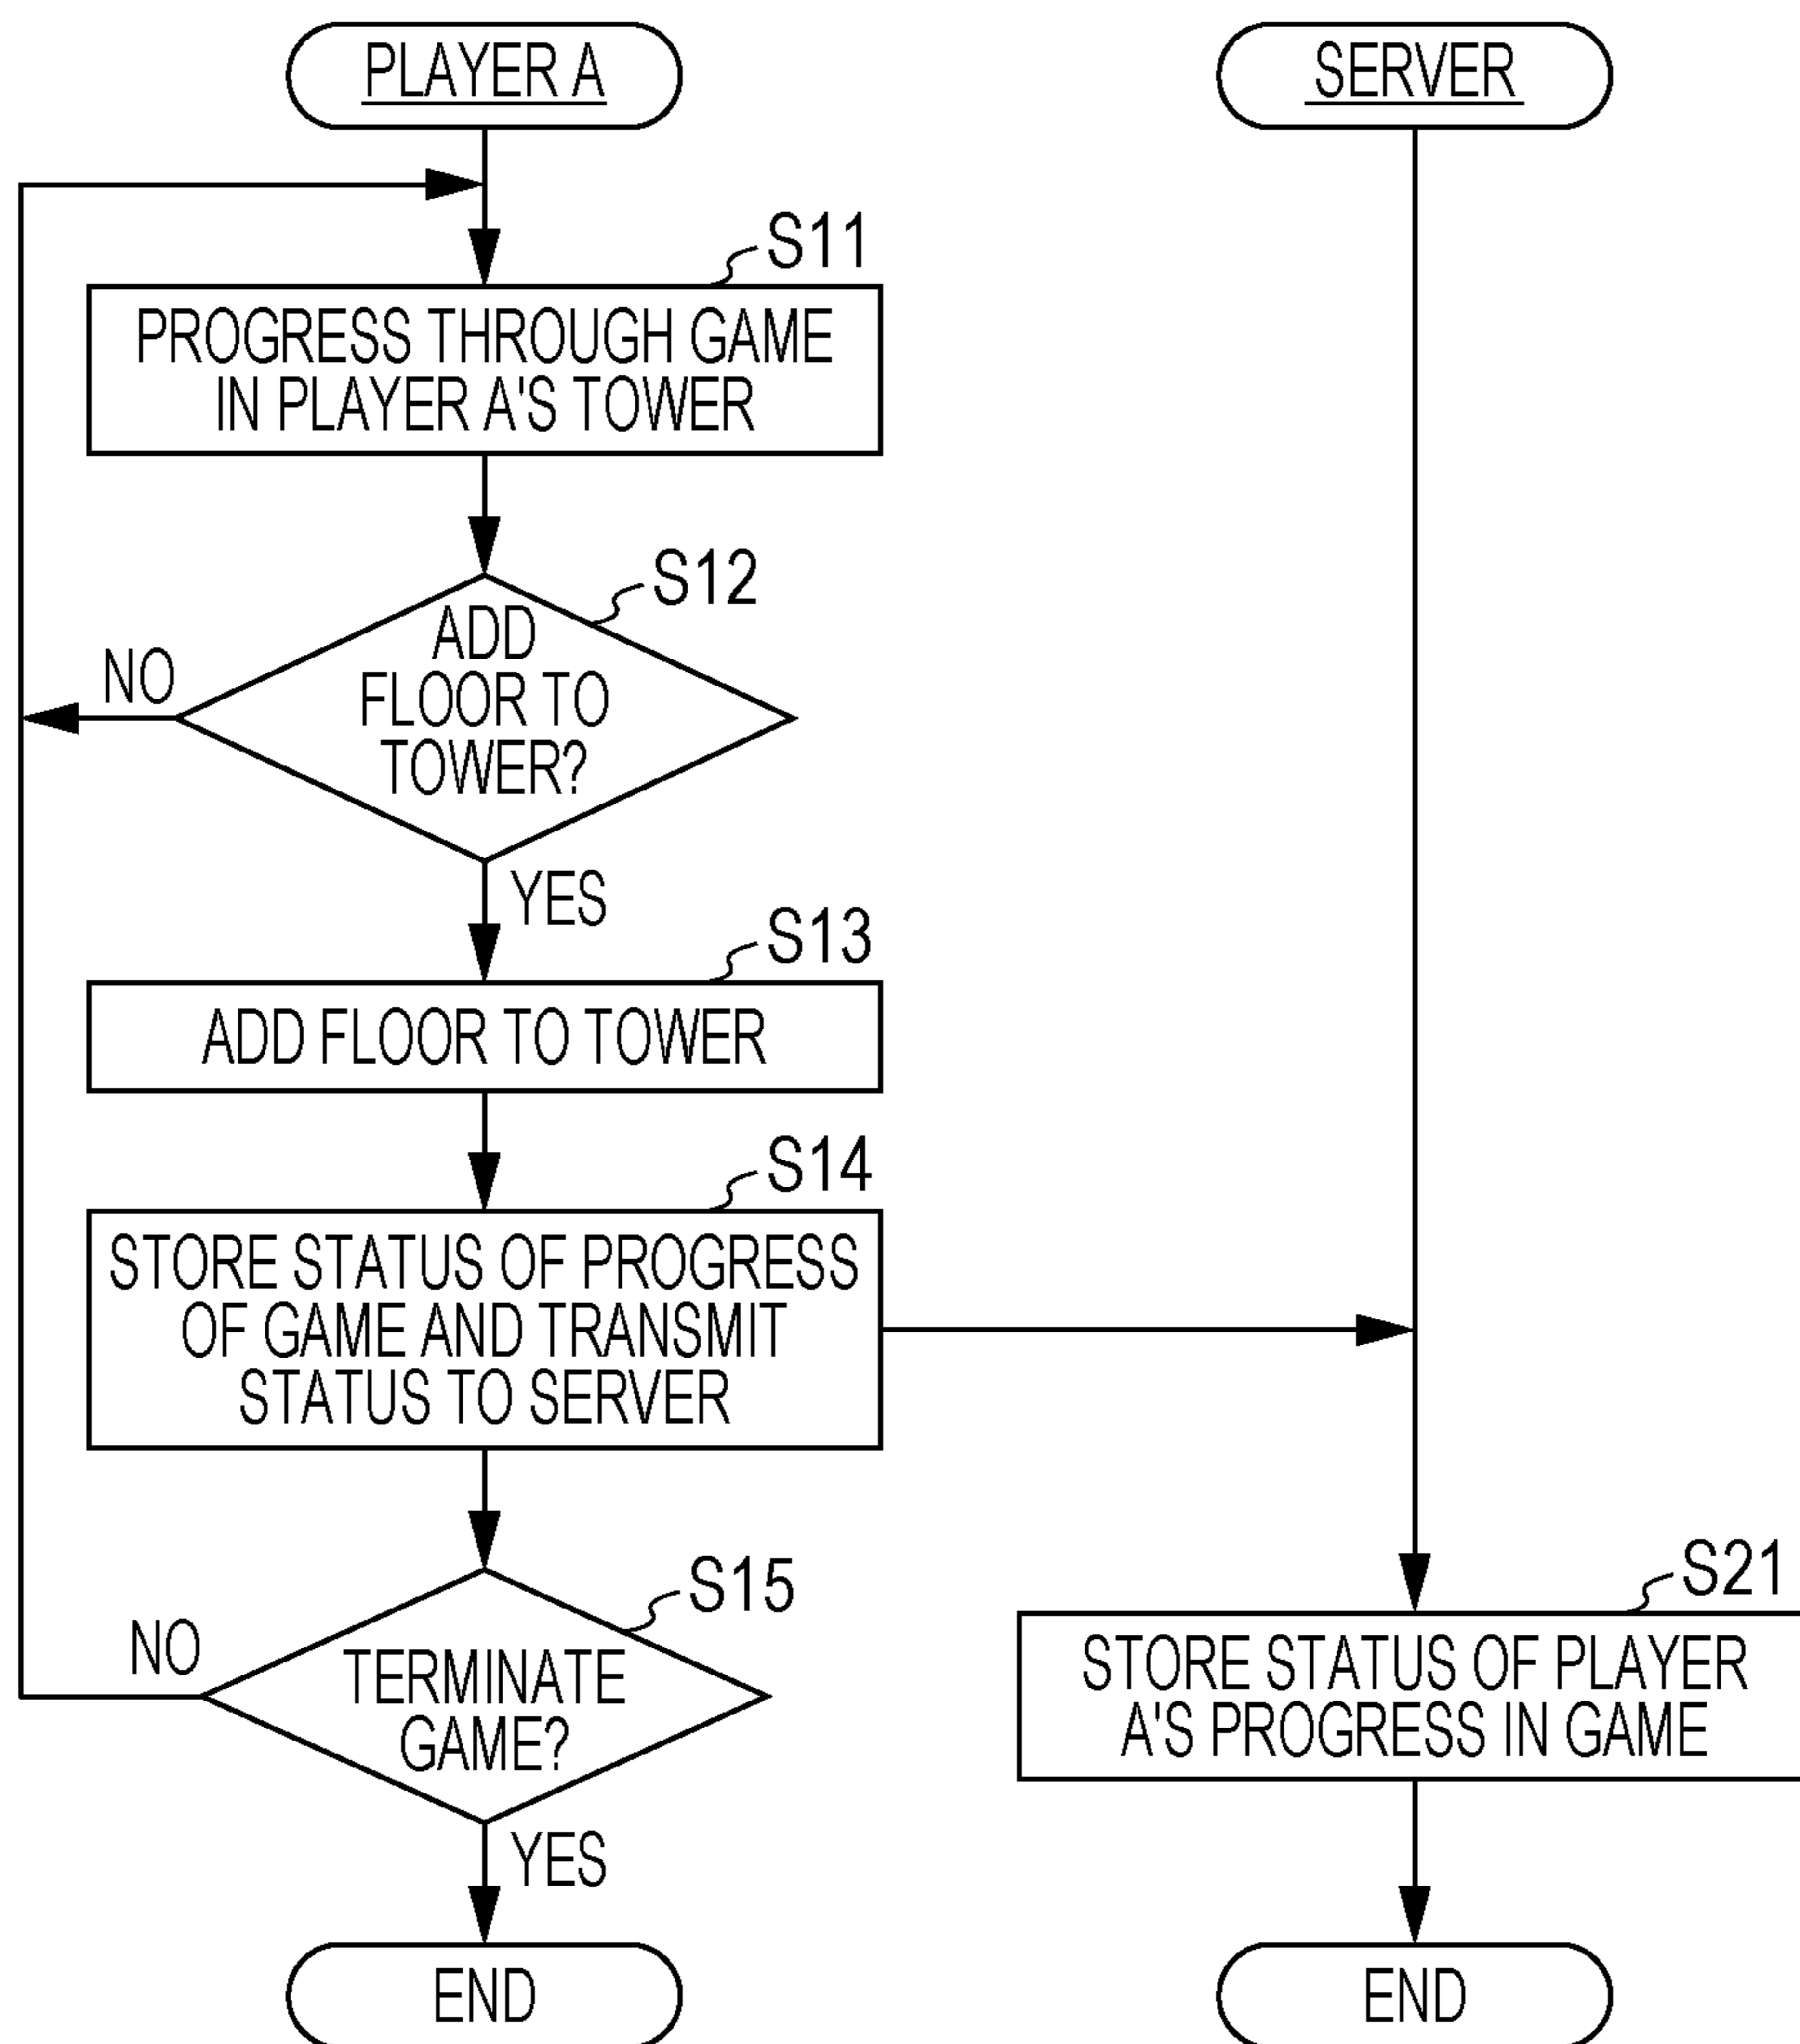 PLAYER A
SERVER
S11
PROGRESS THROUGH GAME
IN PLAYER A'S TOWER
S12
ADD
FLOOR TO
TOWER?
NO
YES
S13
ADD FLOOR TO TOWER
S14
STORE STATUS OF PROGRESS
OF GAME AND TRANSMIT
STATUS TO SERVER
S15
TERMINATE
GAME?
NO
YES
END
S21
STORE STATUS OF PLAYER
A'S PROGRESS IN GAME
END